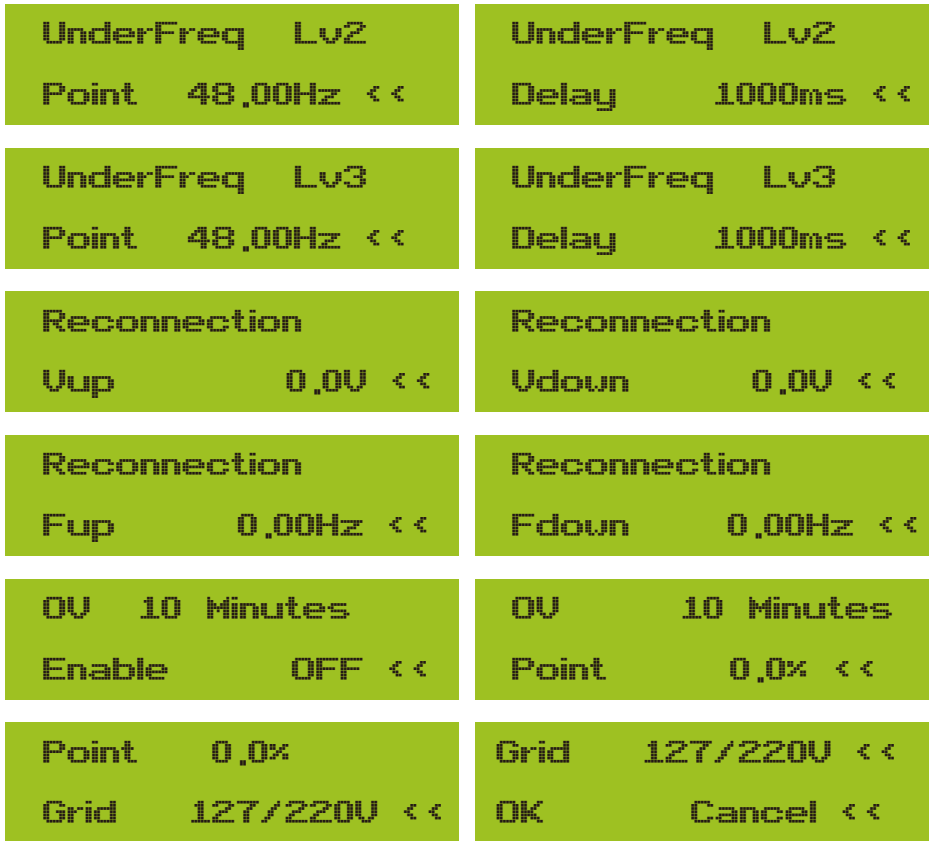 UnderFreq Lv2
Point 48.00Hz <<
UnderFreq Lv2
Delay 1000ms <<
UnderFreq Lv3
Point 48.00Hz <<
UnderFreq Lv3
Delay 1000ms <<
Reconnection
Vup 0.0V <<
Reconnection
Vdown 0.0V <<
Reconnection
Fup 0.00Hz <<
Reconnection
Fdown 0.00Hz <<
OV 10 Minutes
Enable OFF <<
OV 10 Minutes
Point 0.0% <<
Point 0.0%
Grid 127/220V <<
Grid 127/220V <<
OK Cancel <<